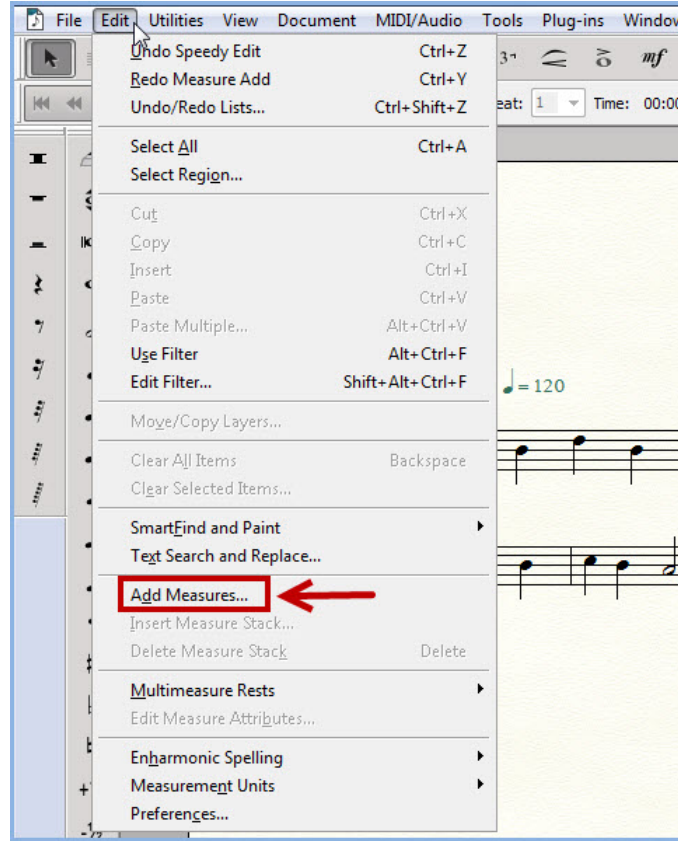 File Edit Utilities View Document MIDI/Audio Tools Plug-ins Window
Undo Speedy Edit Ctrl+Z
Redo Measure Add Ctrl+Y
Undo/Redo Lists... Ctrl+Shift+Z
3 mf
eat: 1 Time: 00:00
Select All Ctrl+A
Select Region...
Cut Ctrl+X
Copy Ctrl+C
Insert Ctrl+I
Paste Ctrl+V
Paste Multiple... Alt+Ctrl+V
Use Filter Alt+Ctrl+F
Edit Filter... Shift+Alt+Ctrl+F
= 120
Move/Copy Layers...
Clear All Items Backspace
Clear Selected Items...
SmartFind and Paint
Text Search and Replace...
Add Measures...
Insert Measure Stack...
Delete Measure Stack Delete
Multimeasure Rests
Edit Measure Attributes...
Enharmonic Spelling
Measurement Units
Preferences...
-½